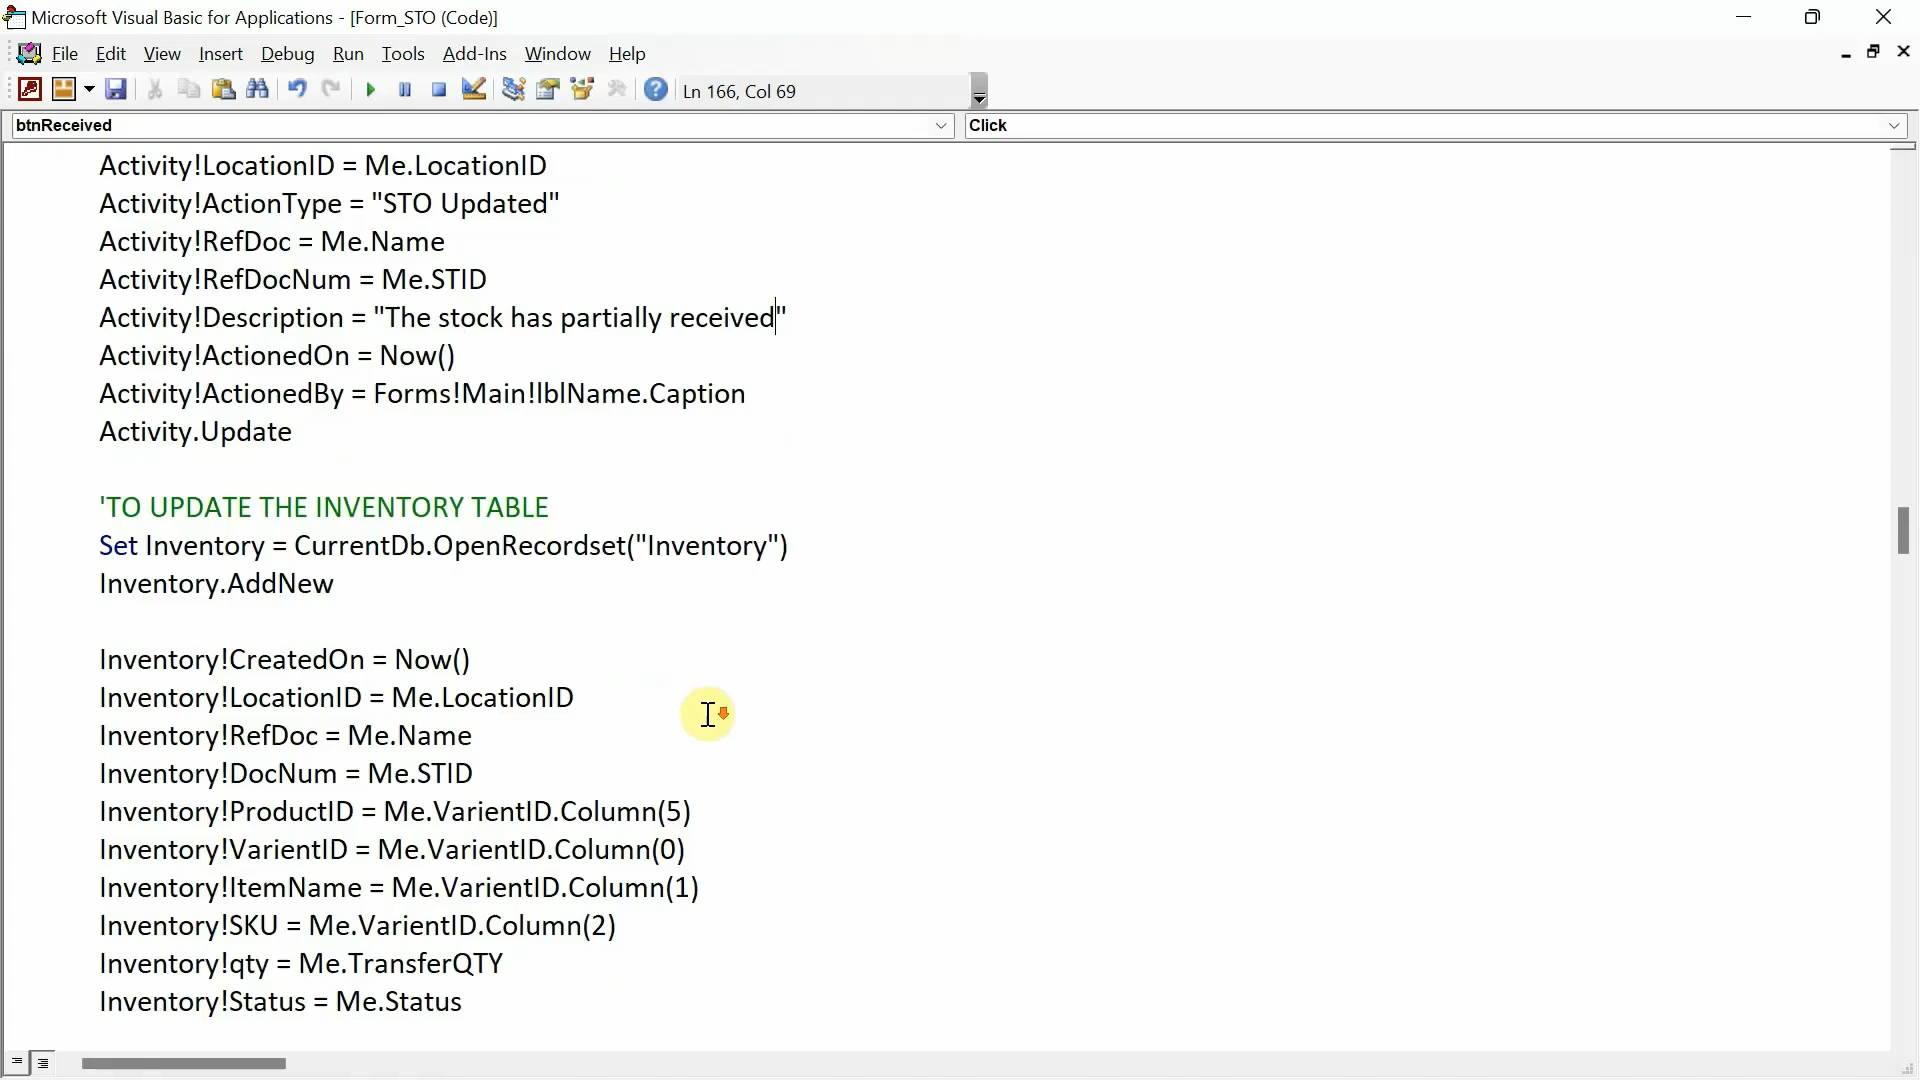 Microsoft Visual Basic for Applications - [Form_STO (Code)]
File Edit View Insert Debug Run Tools Add-Ins Window Help
Ln 166, Col 69
btnReceived
Click
Activity!LocationID = Me.LocationID
Activity!ActionType = "STO Updated"
Activity!RefDoc = Me.Name
Activity!RefDocNum = Me.STID
Activity!Description = "The stock has partially received"
Activity!ActionedOn = Now()
Activity!ActionedBy = Forms!Main!lblName.Caption
Activity.Update
'TO UPDATE THE INVENTORY TABLE
Set Inventory = CurrentDb.OpenRecordset("Inventory")
Inventory.AddNew
Inventory!CreatedOn = Now()
Inventory!LocationID = Me.LocationID
Inventory!RefDoc = Me.Name
Inventory!DocNum = Me.STID
Inventory!ProductID = Me.VarientID.Column(5)
Inventory!VarientID = Me.VarientID.Column(0)
Inventory!ItemName = Me.VarientID.Column(1)
Inventory!SKU = Me.VarientID.Column(2)
Inventory!qty = Me.TransferQTY
Inventory!Status = Me.Status